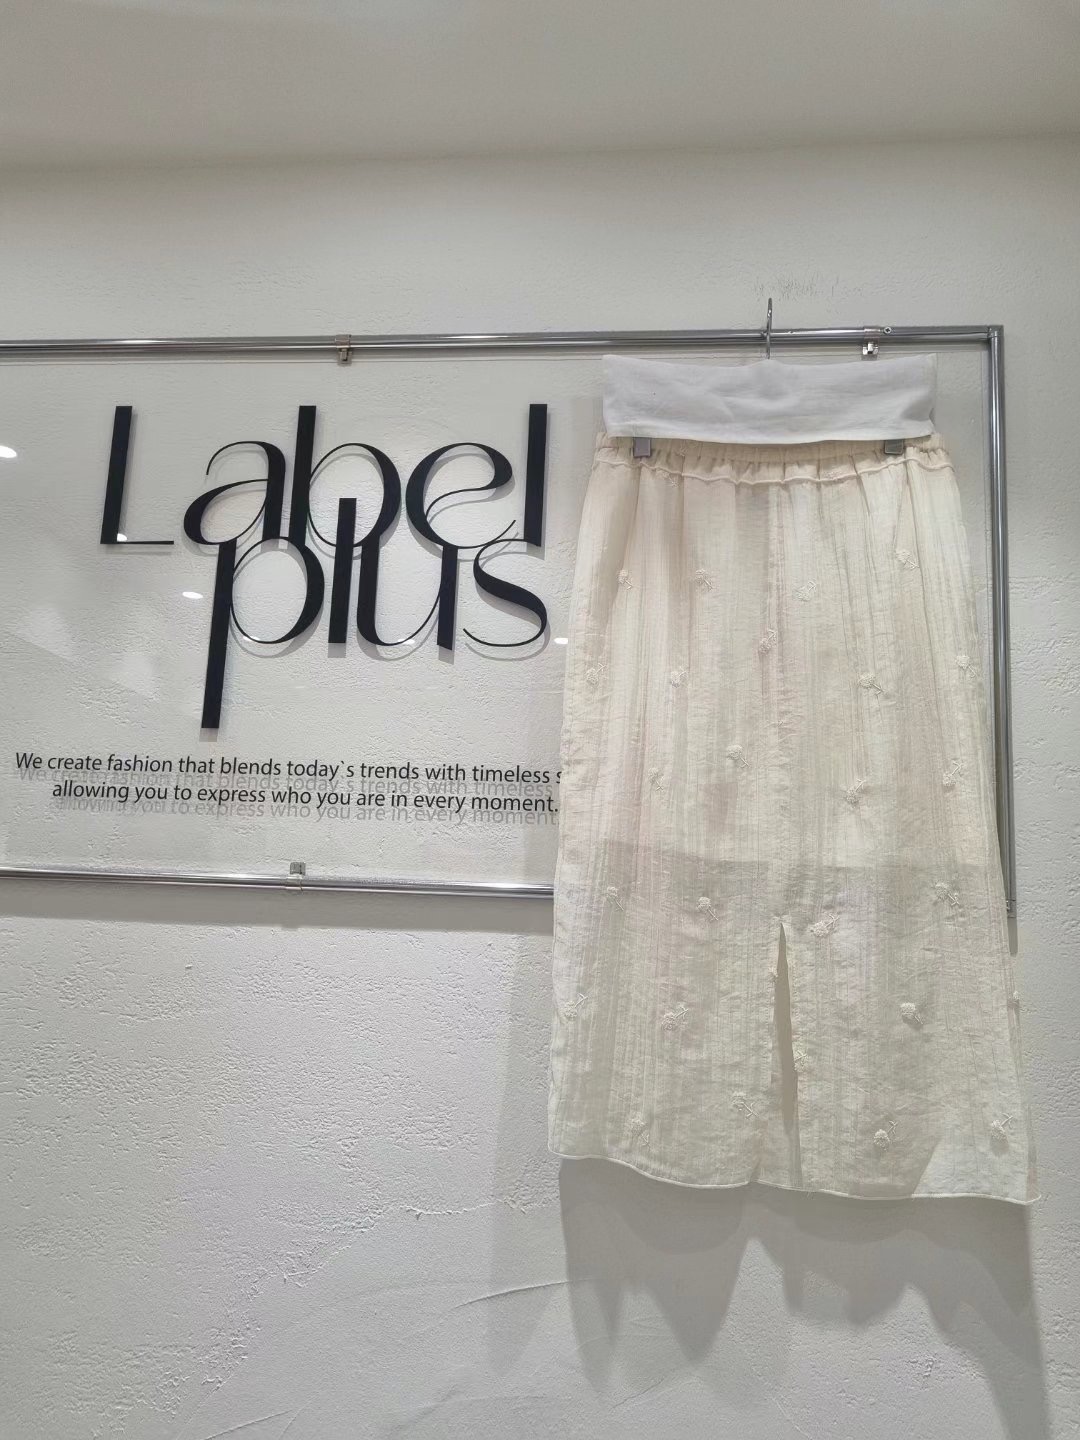 Label
plus
We create fashion that blends today`s trends with timeless
allowing you to express who you are in every moment.